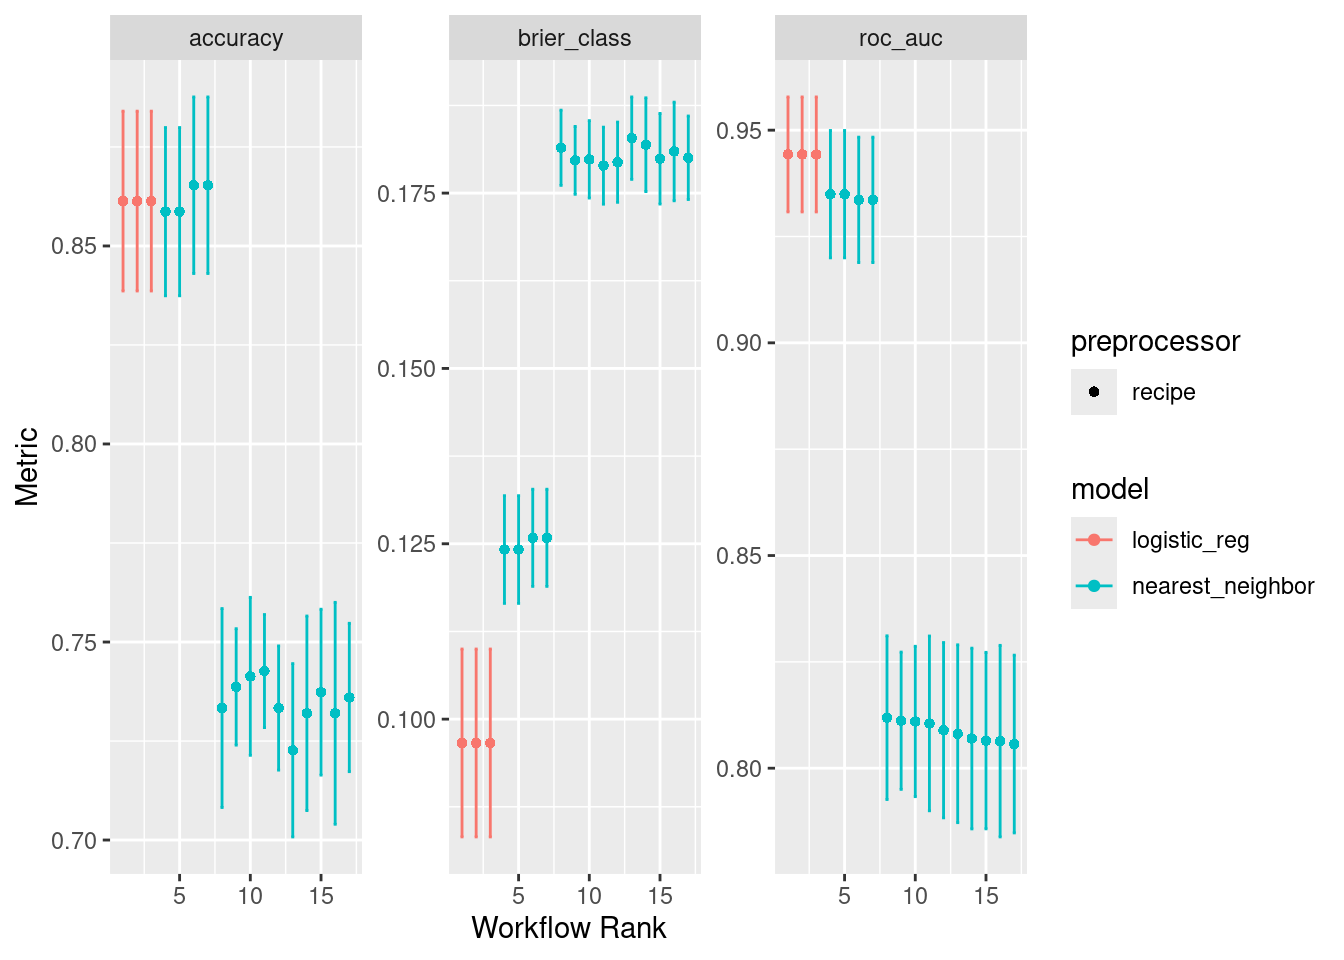 accuracy
brier_class
roc_auc
Metric
0.85
0.80
0.75
0.70
0.175
0.150
0.125
0.100
0.95
0.90
0.85
0.80
5 10 15
5 10 15
5 10 15
Workflow Rank
preprocessor
recipe
model
logistic_reg
nearest_neighbor